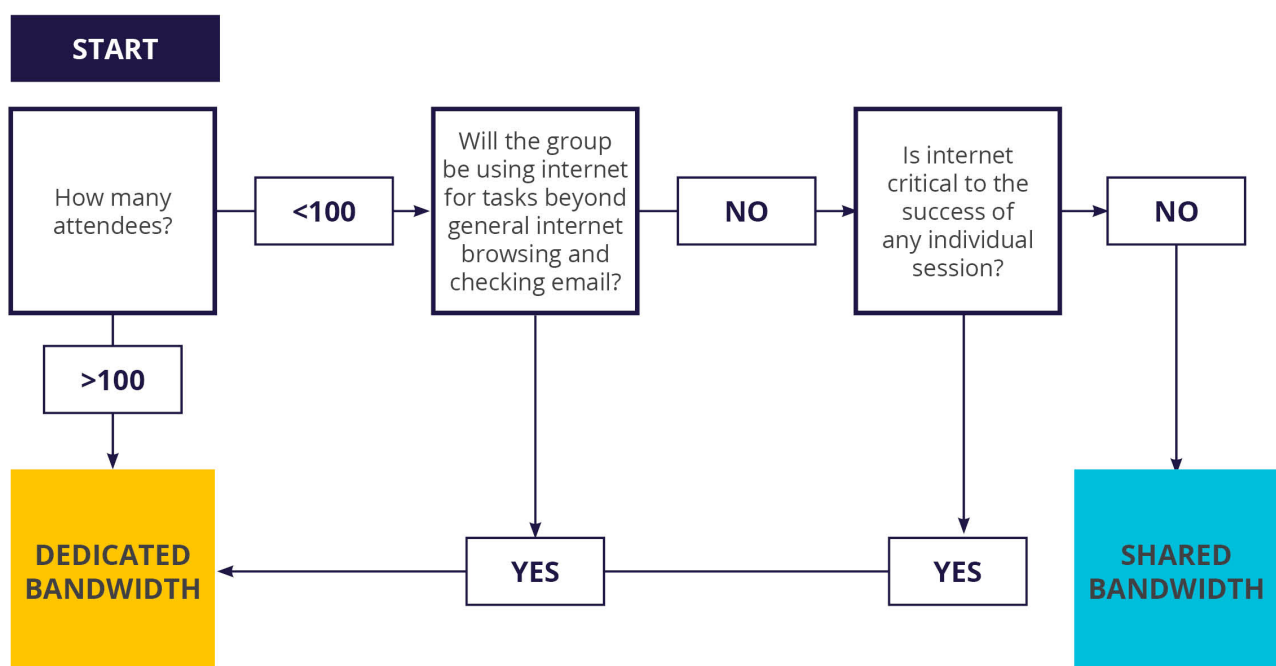 START
How many
attendees?
<100
Will the group
be using internet
for tasks beyond
general internet
browsing and
checking email?
NO
Is internet
critical to the
success of
any individual
session?
NO
>100
DEDICATED
BANDWIDTH
YES
YES
SHARED
BANDWIDTH